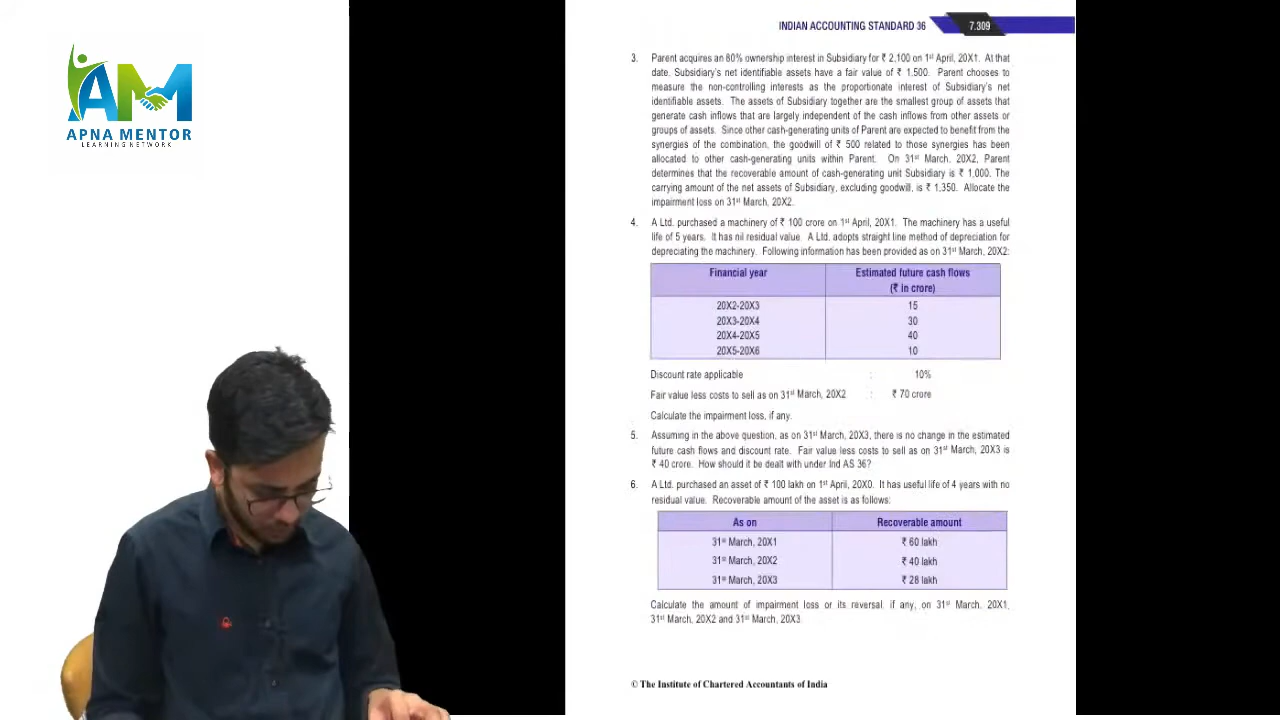 AM
APNA MENTOR
LEARNING NETWORK
INDIAN ACCOUNTING STANDARD 36
7.309
3. Parent acquires an 80% ownership interest in Subsidiary for ₹ 2,100 on 1st April, 20X1. At that
date, Subsidiary's net identifiable assets have a fair value of ₹ 1,500. Parent chooses to
measure the non-controlling interests as the proportionate interest of Subsidiary's net
identifiable assets. The assets of Subsidiary together are the smallest group of assets that
generate cash inflows that are largely independent of the cash inflows from other assets or
groups of assets. Since other cash-generating units of Parent are expected to benefit from the
synergies of the combination, the goodwill of ₹ 500 related to those synergies has been
allocated to other cash-generating units within Parent. On 31st March, 20X2, Parent
determines that the recoverable amount of cash-generating unit Subsidiary is ₹ 1,000. The
carrying amount of the net assets of Subsidiary, excluding goodwill, is ₹ 1,350. Allocate the
impairment loss on 31st March, 20X2.
4. A Ltd. purchased a machinery of ₹ 100 crore on 1st April, 20X1. The machinery has a useful
life of 5 years. It has nil residual value. A Ltd. adopts straight line method of depreciation for
depreciating the machinery. Following information has been provided as on 31st March, 20X2:
Financial year Estimated future cash flows
(₹ in crore)
20X2-20X3 15
20X3-20X4 30
20X4-20X5 40
20X5-20X6 10
Discount rate applicable : 10%
Fair value less costs to sell as on 31st March, 20X2 : ₹ 70 crore
Calculate the impairment loss, if any.
5. Assuming in the above question, as on 31st March, 20X3, there is no change in the estimated
future cash flows and discount rate. Fair value less costs to sell as on 31st March, 20X3 is
₹ 40 crore. How should it be dealt with under Ind AS 36?
6. A Ltd. purchased an asset of ₹ 100 lakh on 1st April, 20X0. It has useful life of 4 years with no
residual value. Recoverable amount of the asset is as follows:
As on Recoverable amount
31st March, 20X1 ₹ 60 lakh
31st March, 20X2 ₹ 40 lakh
31st March, 20X3 ₹ 28 lakh
Calculate the amount of impairment loss or its reversal, if any, on 31st March, 20X1,
31st March, 20X2 and 31st March, 20X3
© The Institute of Chartered Accountants of India